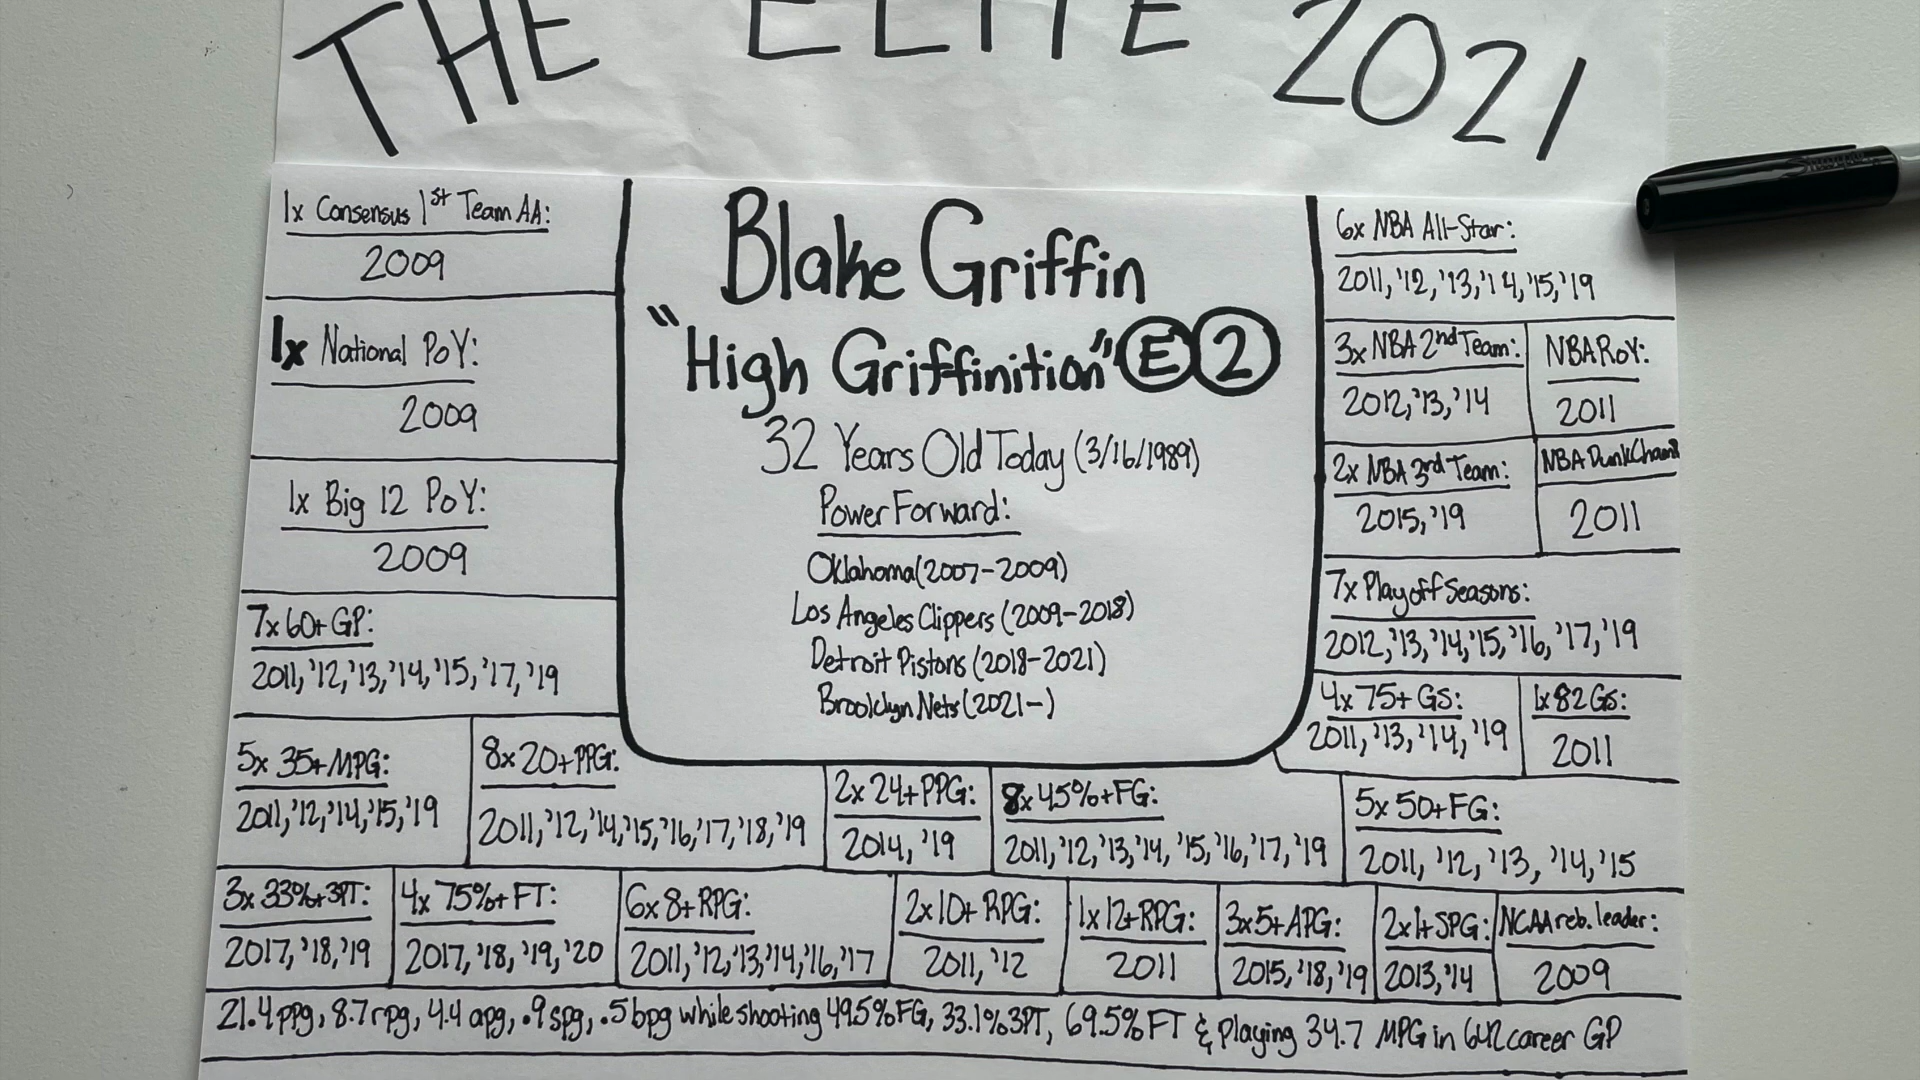 THE ELITE 2021
Sharpie
1x Consensus 1st Team AA:
2009
1x National PoY:
2009
1x Big 12 PoY:
2009
7x 60+ GP:
2011, '12, '13, '14, '15, '17, '19
Blake Griffin
"High Griffinition" E 2
32 Years Old Today (3/16/1989)
Power Forward:
Oklahoma (2007-2009)
Los Angeles Clippers (2009-2018)
Detroit Pistons (2018-2021)
Brooklyn Nets (2021-)
6x NBA All-Star:
2011, '12, '13, '14, '15, '19
3x NBA 2nd Team:
2012, '13, '14
NBA RoY:
2011
2x NBA 3rd Team:
2015, '19
NBA Dunk Champ
2011
7x Playoff Seasons:
2012, '13, '14, '15, '16, '17, '19
4x 75+ GS:
2011, '13, '14, '19
1x 82 GS:
2011
5x 35+ MPG:
2011, '12, '14, '15, '19
8x 20+ PPG:
2011, '12, '14, '15, '16, '17, '18, '19
2x 24+ PPG:
2014, '19
8x 45%+ FG:
2011, '12, '13, '14, '15, '16, '17, '19
5x 50+ FG:
2011, '12, '13, '14, '15
3x 33%+ 3PT:
2017, '18, '19
4x 75%+ FT:
2017, '18, '19, '20
6x 8+ RPG:
2011, '12, '13, '14, '16, '17
2x 10+ RPG:
2011, '12
1x 12+ RPG:
2011
3x 5+ APG:
2015, '18, '19
2x 1+ SPG:
2013, '14
NCAA reb. leader:
2009
21.4 ppg, 8.7 rpg, 4.4 apg, .9 spg, .5 bpg while shooting 49.5% FG, 33.1% 3PT, 69.5% FT & playing 34.7 MPG in 642 career GP